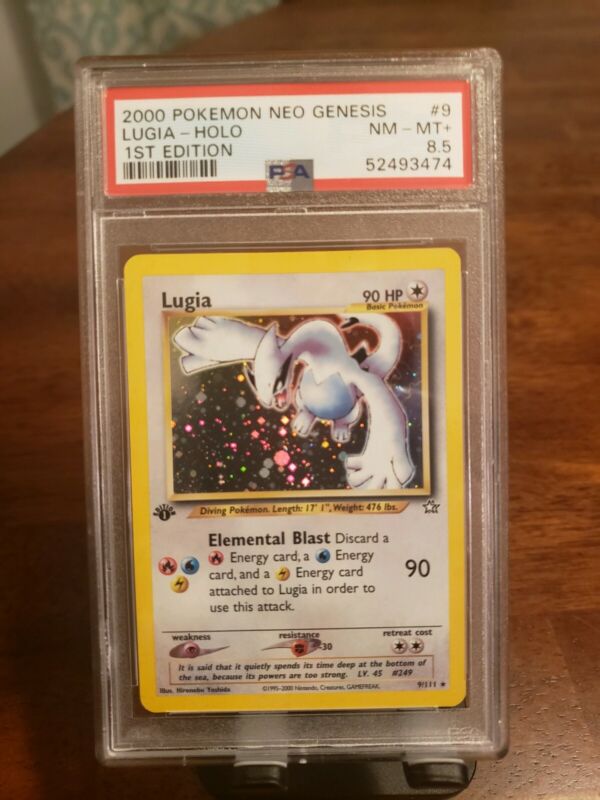 2000 POKEMON NEO GENESIS #9
LUGIA - HOLO NM - MT+
1ST EDITION 8.5
PSA 52493474
Lugia 90 HP
Basic Pokémon
EDITION
1
Diving Pokémon. Length: 17' 1", Weight: 476 lbs.
Elemental Blast Discard a
Energy card, a Energy
card, and a Energy card 90
attached to Lugia in order to
use this attack.
weakness resistance retreat cost
-30
It is said that it quietly spends its time deep at the bottom of
the sea, because its powers are too strong. LV. 45 #249
Illus. Hironobu Yoshida ©1995-2000 Nintendo, Creatures, GAMEFREAK. 9/111 ★